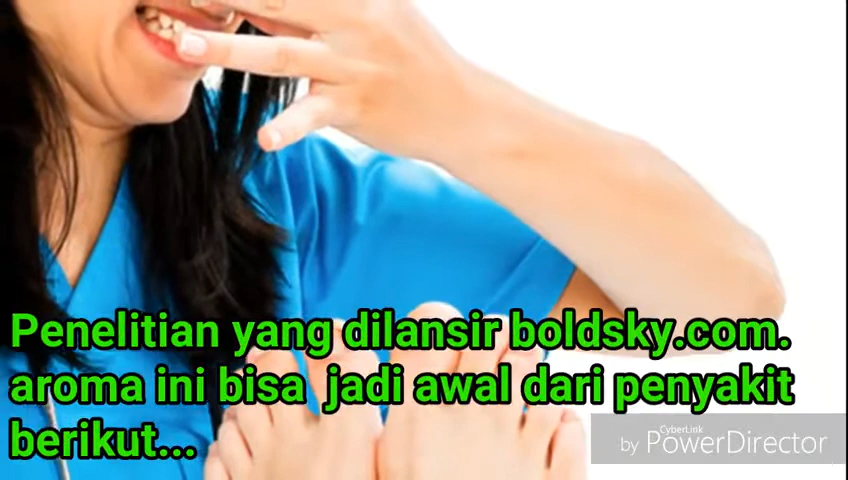 Penelitian yang dilansir boldsky.com.
aroma ini bisa jadi awal dari penyakit
berikut...
CyberLink
by PowerDirector